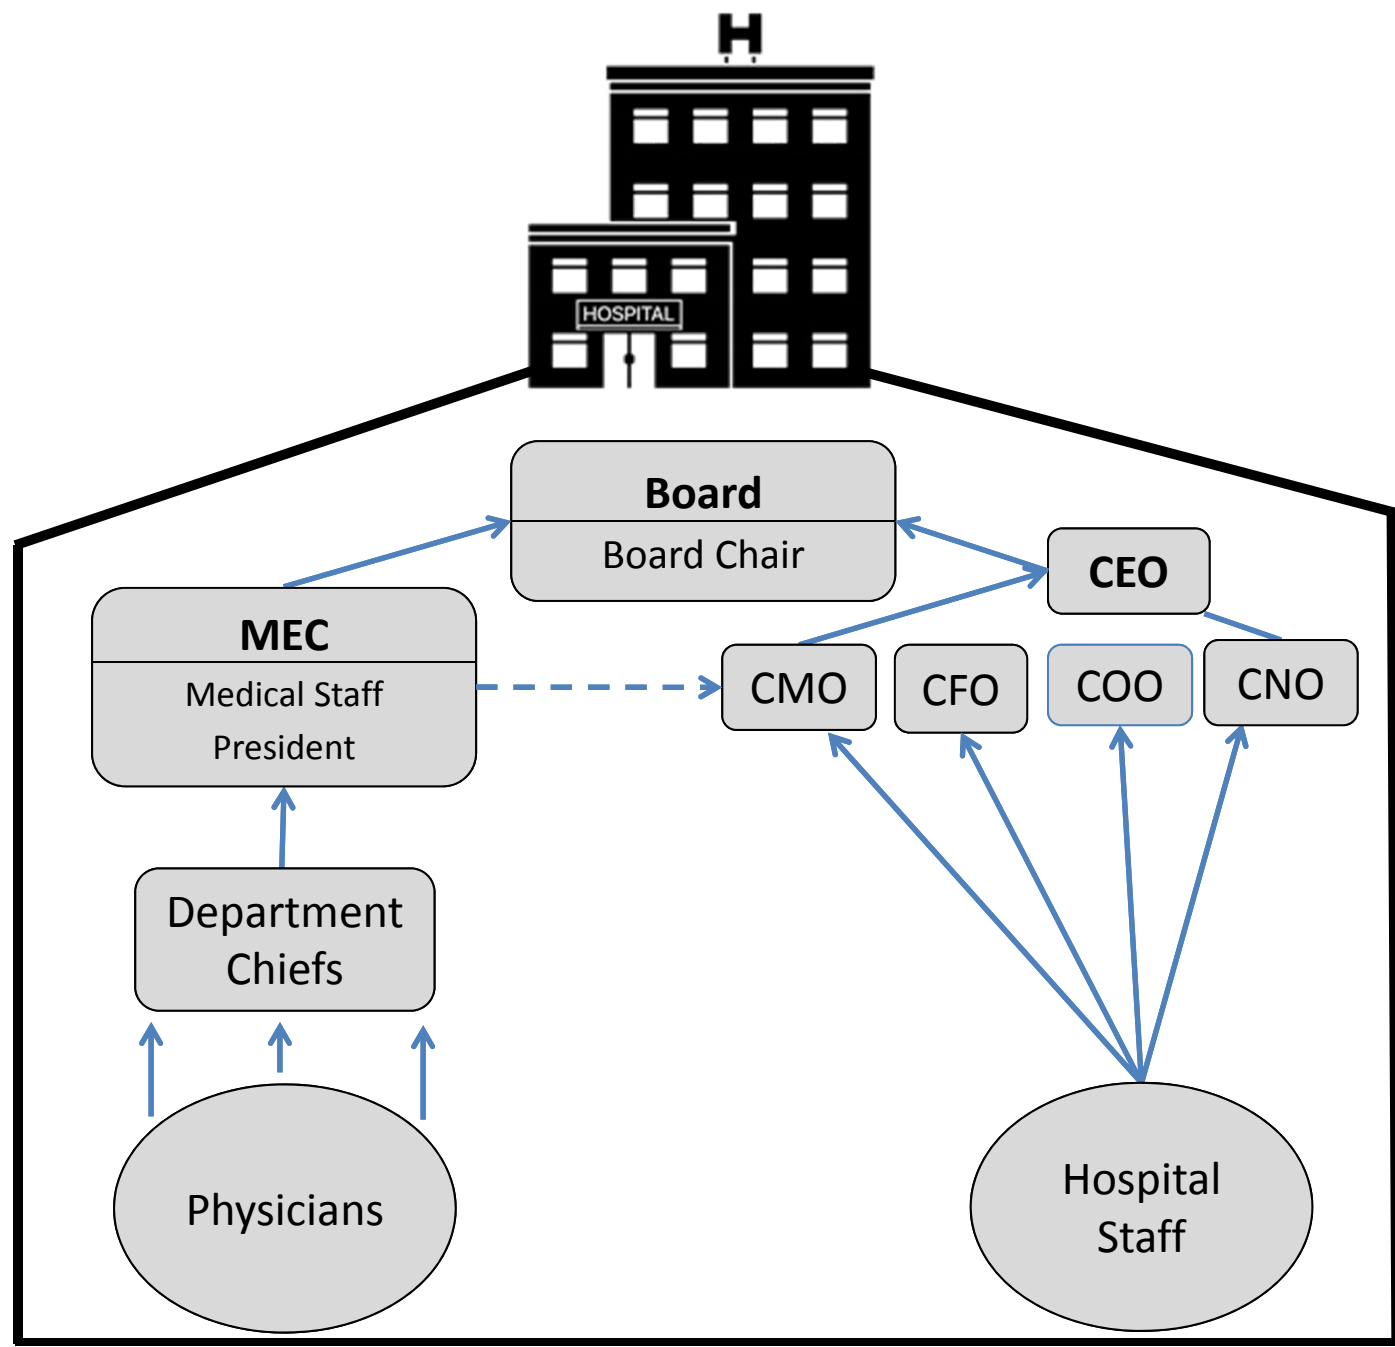 H
HOSPITAL
Board
Board Chair
CEO
MEC
Medical Staff
President
CMO
CFO
COO
CNO
Department
Chiefs
Physicians
Hospital
Staff